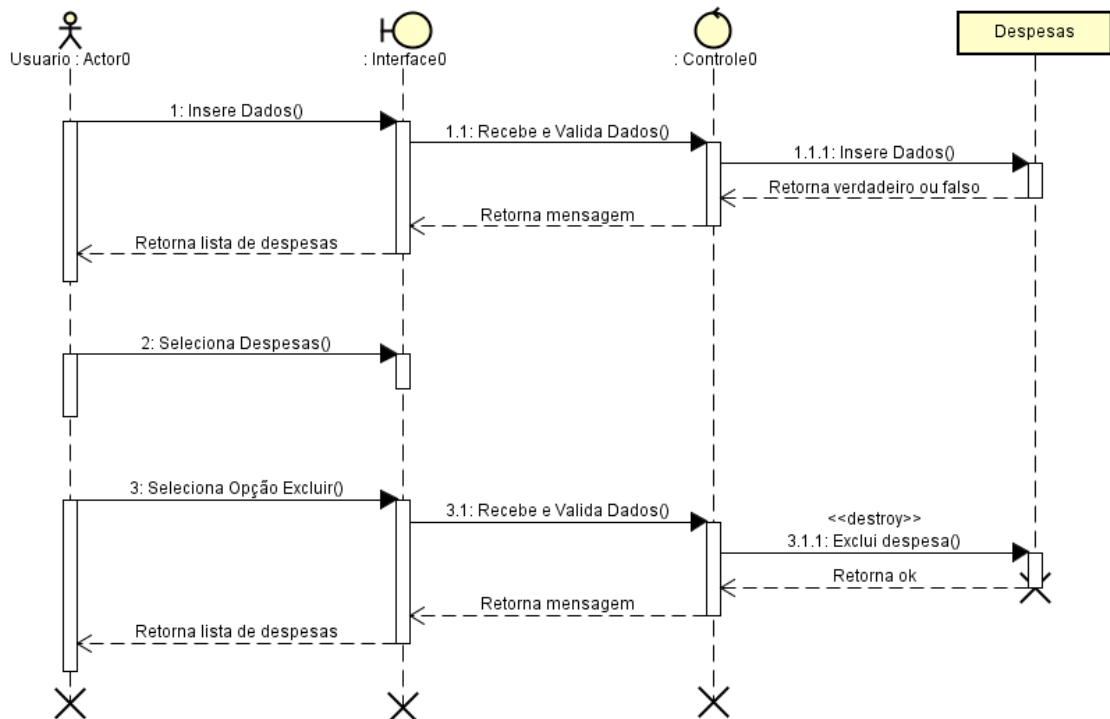 Usuario : Actor0
: Interface0
: Controle0
Despesas
1: Insere Dados()
1.1: Recebe e Valida Dados()
1.1.1: Insere Dados()
Retorna verdadeiro ou falso
Retorna mensagem
Retorna lista de despesas
2: Seleciona Despesas()
3: Seleciona Opção Excluir()
3.1: Recebe e Valida Dados()
<<destroy>>
3.1.1: Exclui despesa()
Retorna ok
Retorna mensagem
Retorna lista de despesas